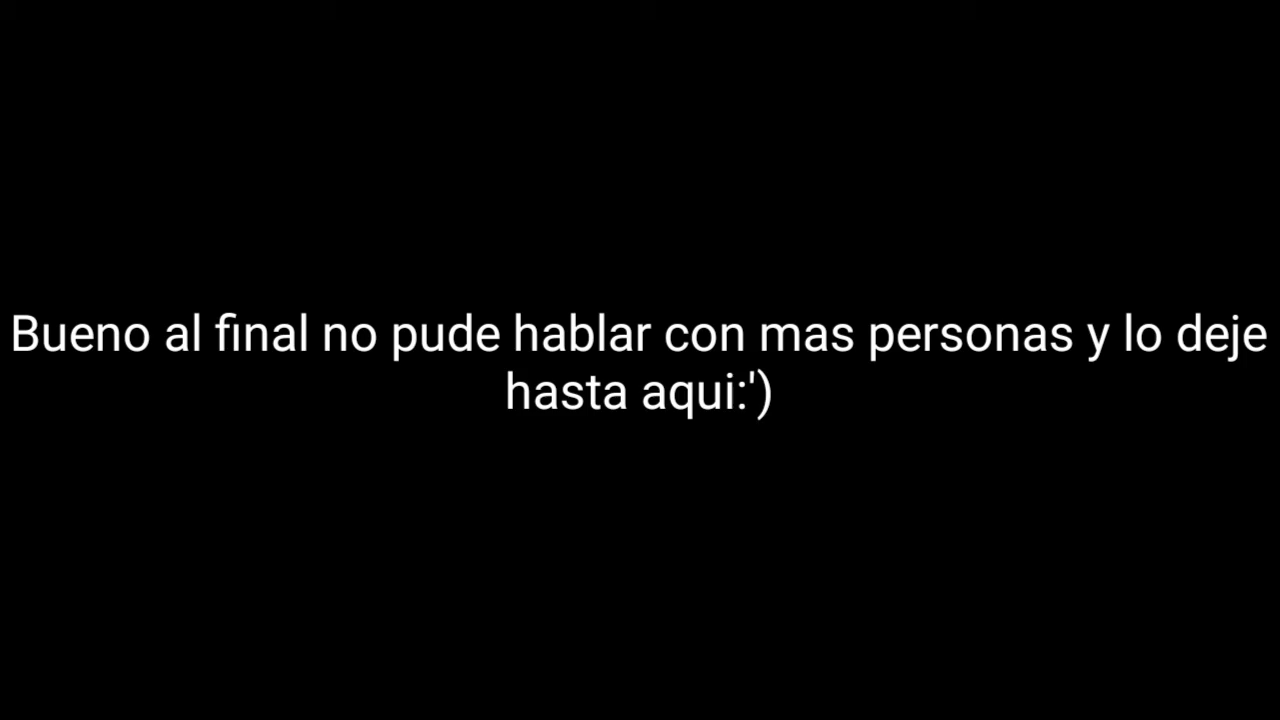 Bueno al final no pude hablar con mas personas y lo deje
hasta aqui:')